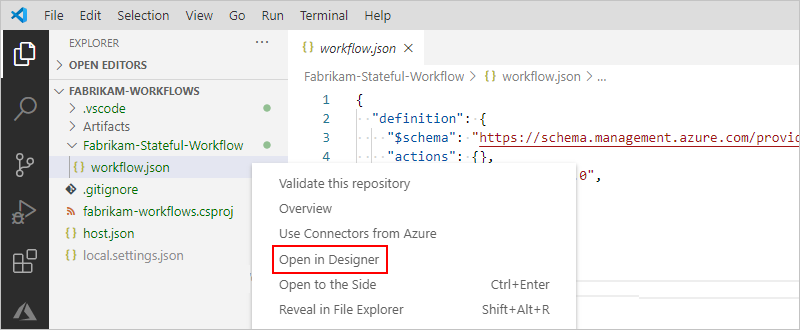 File Edit Selection View Go Run Terminal Help
EXPLORER ...
OPEN EDITORS
FABRIKAM-WORKFLOWS
.vscode
Artifacts
Fabrikam-Stateful-Workflow
{} workflow.json
.gitignore
fabrikam-workflows.csproj
{} host.json
{} local.settings.json
{} workflow.json ×
Fabrikam-Stateful-Workflow > {} workflow.json > ...
1 {
2 "definition": {
3 "$schema": "https://schema.management.azure.com/provid
4 "actions": {},
0",
Validate this repository
Overview
Use Connectors from Azure
Open in Designer
Open to the Side Ctrl+Enter
Reveal in File Explorer Shift+Alt+R